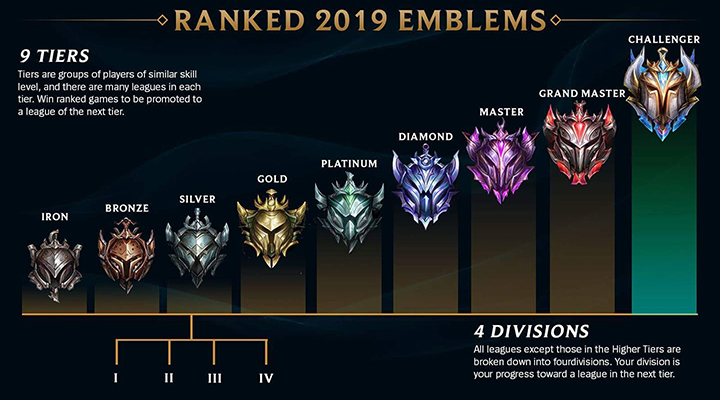 RANKED 2019 EMBLEMS
9 TIERS
Tiers are groups of players of similar skill
level, and there are many leagues in each
tier. Win ranked games to be promoted to
a league of the next tier.
IRON
BRONZE
SILVER
GOLD
PLATINUM
DIAMOND
MASTER
GRAND MASTER
CHALLENGER
I II III IV
4 DIVISIONS
All leagues except those in the Higher Tiers are
broken down into fourdivisions. Your division is
your progress toward a league in the next tier.